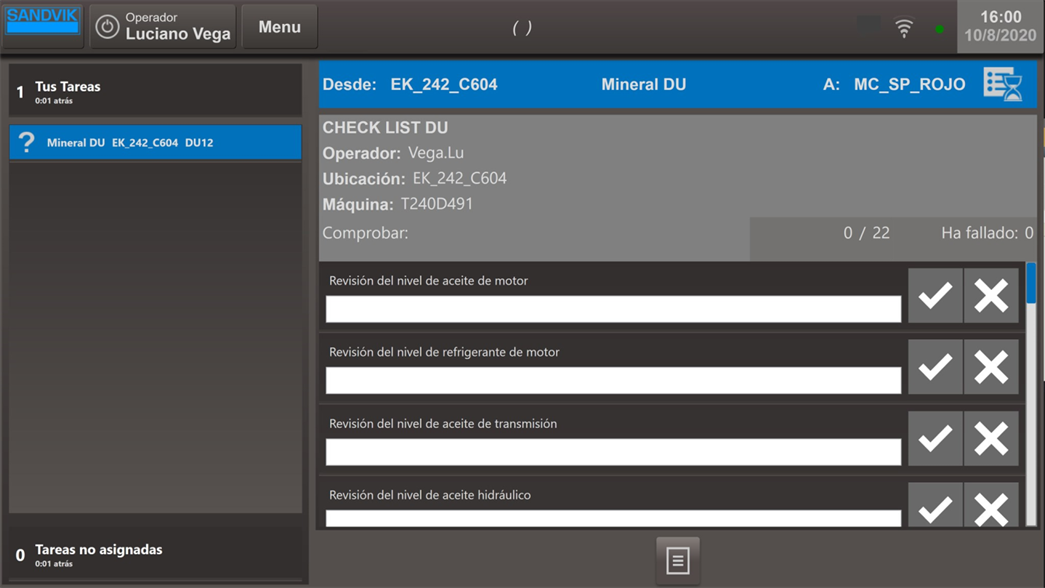 SANDVIK
Operador
Luciano Vega
Menu
( )
16:00
10/8/2020
1 Tus Tareas
0:01 atrás
? Mineral DU EK_242_C604 DU12
0 Tareas no asignadas
0:01 atrás
Desde: EK_242_C604 Mineral DU A: MC_SP_ROJO
CHECK LIST DU
Operador: Vega.Lu
Ubicación: EK_242_C604
Máquina: T240D491
Comprobar: 0 / 22 Ha fallado: 0
Revisión del nivel de aceite de motor
Revisión del nivel de refrigerante de motor
Revisión del nivel de aceite de transmisión
Revisión del nivel de aceite hidráulico